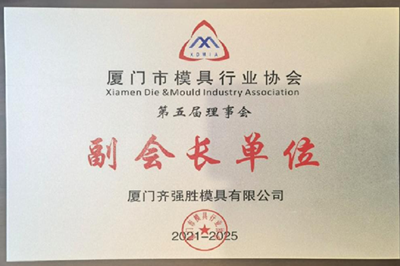 XDMIA
厦门市模具行业协会
Xiamen Die &Mould Industry Association
第五届理事会
副会长单位
厦门齐强胜模具有限公司
2021-2025